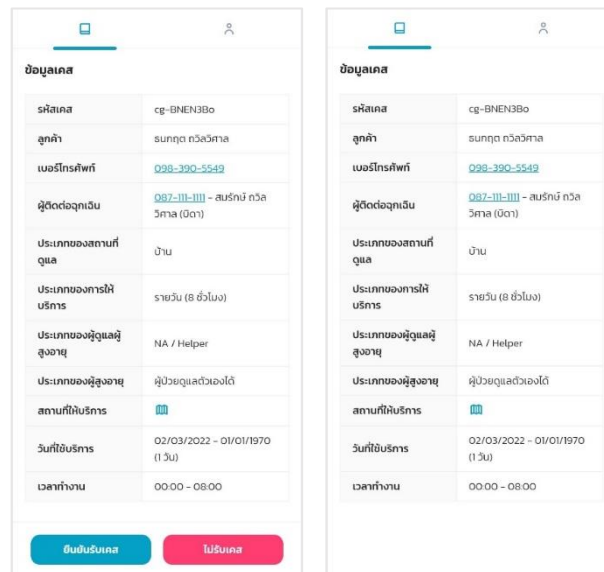 ข้อมูลเคส
รหัสเคส cg-BNEN3Bo
ลูกค้า ธนกฤต ถวิลวิศาล
เบอร์โทรศัพท์ 098-390-5549
ผู้ติดต่อฉุกเฉิน 087-111-1111 - สมรักษ์ ถวิล
วิศาล (บิดา)
ประเภทของสถานที่
ดูแล บ้าน
ประเภทของการให้
บริการ รายวัน (8 ชั่วโมง)
ประเภทของผู้ดูแลผู้
สูงอายุ NA / Helper
ประเภทของผู้สูงอายุ ผู้ป่วยดูแลตัวเองได้
สถานที่ให้บริการ
วันที่ใช้บริการ 02/03/2022 - 01/01/1970
(1 วัน)
เวลาทำงาน 00:00 - 08:00
ยืนยันรับเคส ไม่รับเคส
ข้อมูลเคส
รหัสเคส cg-BNEN3Bo
ลูกค้า ธนกฤต ถวิลวิศาล
เบอร์โทรศัพท์ 098-390-5549
ผู้ติดต่อฉุกเฉิน 087-111-1111 - สมรักษ์ ถวิล
วิศาล (บิดา)
ประเภทของสถานที่
ดูแล บ้าน
ประเภทของการให้
บริการ รายวัน (8 ชั่วโมง)
ประเภทของผู้ดูแลผู้
สูงอายุ NA / Helper
ประเภทของผู้สูงอายุ ผู้ป่วยดูแลตัวเองได้
สถานที่ให้บริการ
วันที่ใช้บริการ 02/03/2022 - 01/01/1970
(1 วัน)
เวลาทำงาน 00:00 - 08:00